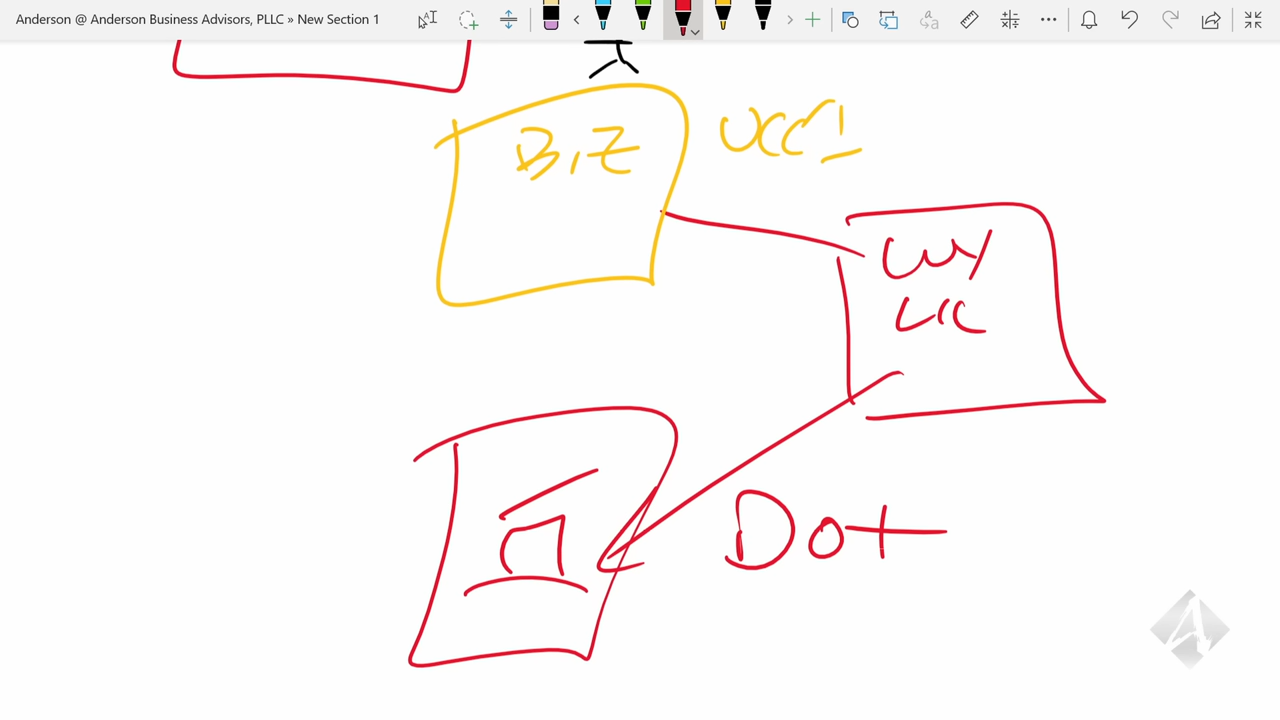 Anderson @ Anderson Business Advisors, PLLC » New Section 1
BIZ
UCC1
WY
LLC
DOT